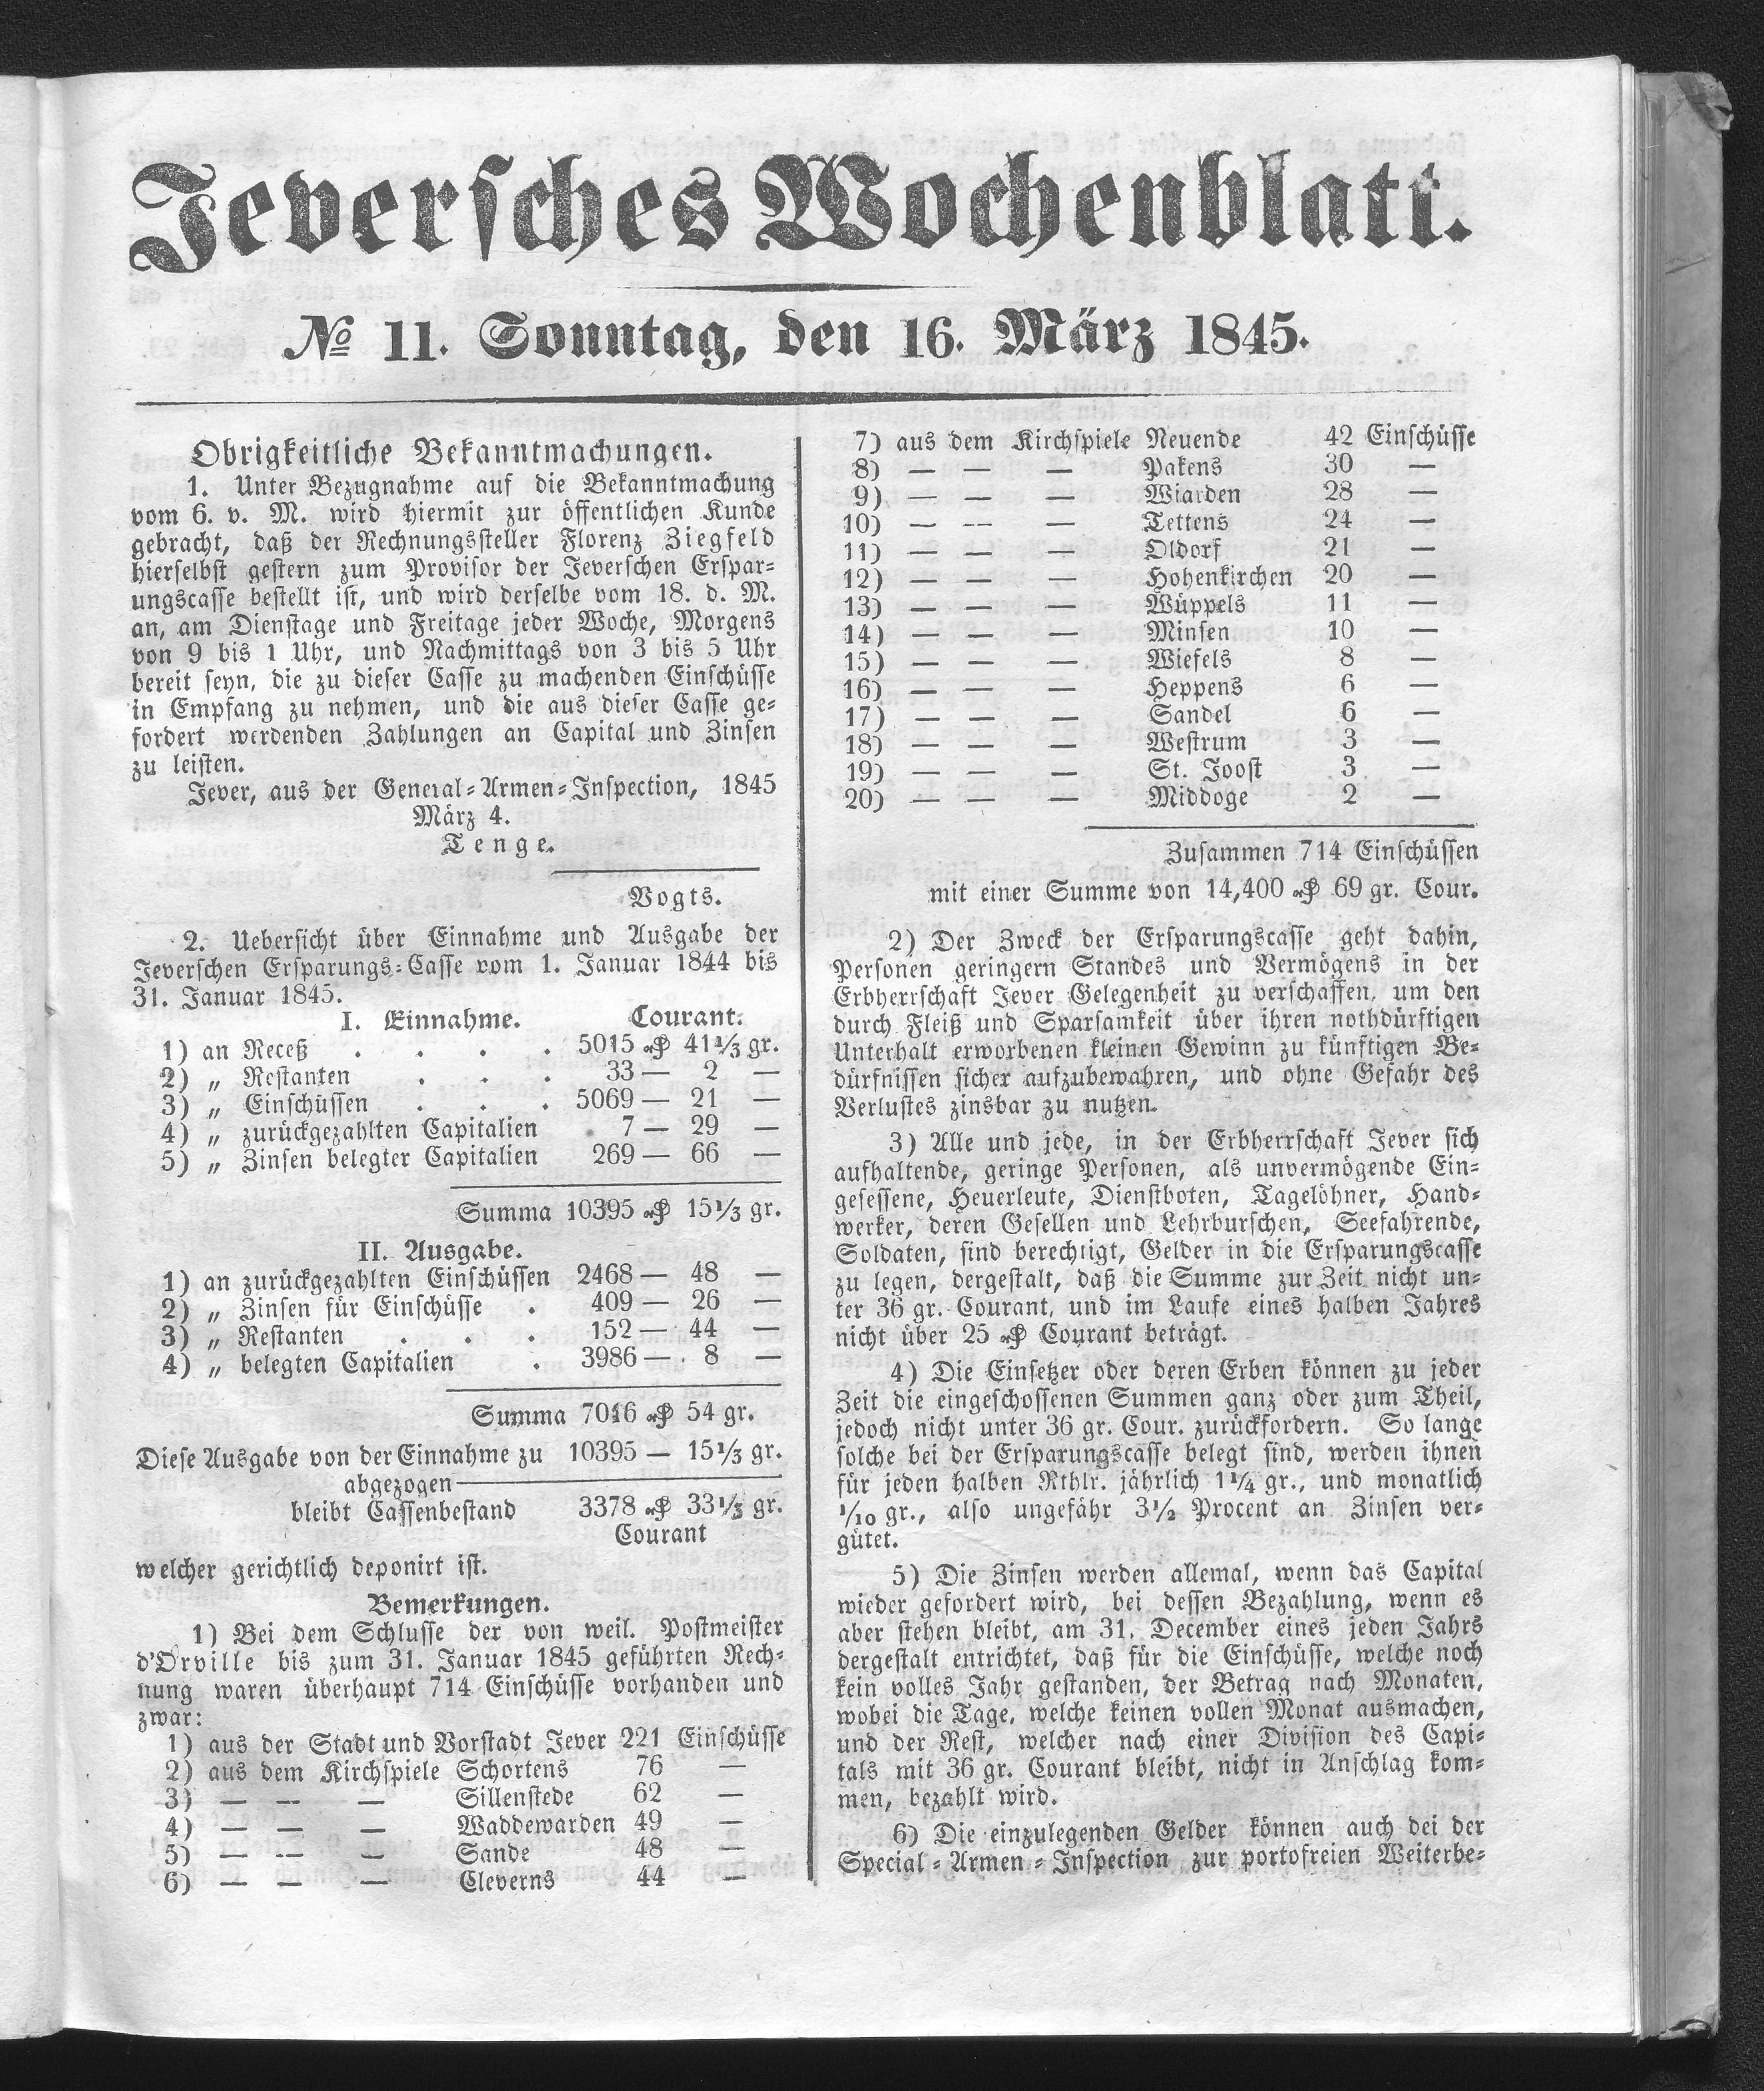 Jeversches Wochenblatt.
№ 11. Sonntag, den 16. März 1845.
Obrigkeitliche Bekanntmachungen.
1. Unter Bezugnahme auf die Bekanntmachung
vom 6. v. M. wird hiermit zur öffentlichen Kunde
gebracht, daß der Rechnungssteller Florenz Ziegfeld
hierselbst gestern zum Provisor der Jeverschen Erspar-
ungscasse bestellt ist, und wird derselbe vom 18. d. M.
an, am Dienstage und Freitage jeder Woche, Morgens
von 9 bis 1 Uhr, und Nachmittags von 3 bis 5 Uhr
bereit seyn, die zu dieser Casse zu machenden Einschüsse
in Empfang zu nehmen, und die aus dieser Casse ge-
fordert werdenden Zahlungen an Capital und Zinsen
zu leisten.
Jever, aus der General-Armen-Inspection, 1845
März 4.
Tenge.
Vogts.
2. Uebersicht über Einnahme und Ausgabe der
Jeverschen Ersparungs-Casse vom 1. Januar 1844 bis
31. Januar 1845.
I. Einnahme. Courant.
1) an Receß . . . . 5015 ₰ 41 1/3 gr.
2) „ Restanten . . . 33 — 2 —
3) „ Einschüssen . . . 5069 — 21 —
4) „ zurückgezahlten Capitalien 7 — 29 —
5) „ Zinsen belegter Capitalien 269 — 66 —
Summa 10395 ₰ 15 1/3 gr.
II. Ausgabe.
1) an zurückgezahlten Einschüssen 2468 — 48 —
2) „ Zinsen für Einschüsse . 409 — 26 —
3) „ Restanten . . . 152 — 44 —
4) „ belegten Capitalien . 3986 — 8 —
Summa 7016 ₰ 54 gr.
Diese Ausgabe von der Einnahme zu 10395 — 15 1/3 gr.
abgezogen
bleibt Cassenbestand 3378 ₰ 33 1/3 gr.
Courant
welcher gerichtlich deponirt ist.
Bemerkungen.
1) Bei dem Schlusse der von weil. Postmeister
d'Orville bis zum 31. Januar 1845 geführten Rech-
nung waren überhaupt 714 Einschüsse vorhanden und
zwar:
1) aus der Stadt und Vorstadt Jever 221 Einschüsse
2) aus dem Kirchspiele Schortens 76 —
3) — — — Sillenstede 62 —
4) — — — Waddewarden 49 —
5) — — — Sande 48 —
6) — — — Cleverns 44 —
7) aus dem Kirchspiele Neuende 42 Einschüsse
8) — — — Pakens 30 —
9) — — — Wiarden 28 —
10) — — — Tettens 24 —
11) — — — Oldorf 21 —
12) — — — Hohenkirchen 20 —
13) — — — Wüppels 11 —
14) — — — Minsen 10 —
15) — — — Wiefels 8 —
16) — — — Heppens 6 —
17) — — — Sandel 6 —
18) — — — Westrum 3 —
19) — — — St. Joost 3 —
20) — — — Middoge 2 —
Zusammen 714 Einschüssen
mit einer Summe von 14,400 ₰ 69 gr. Cour.
2) Der Zweck der Ersparungscasse geht dahin,
Personen geringern Standes und Vermögens in der
Erbherrschaft Jever Gelegenheit zu verschaffen, um den
durch Fleiß und Sparsamkeit über ihren nothdürftigen
Unterhalt erworbenen kleinen Gewinn zu künftigen Be-
dürfnissen sicher aufzubewahren, und ohne Gefahr des
Verlustes zinsbar zu nutzen.
3) Alle und jede, in der Erbherrschaft Jever sich
aufhaltende, geringe Personen, als unvermögende Ein-
gesessene, Heuerleute, Dienstboten, Tagelöhner, Hand-
werker, deren Gesellen und Lehrburschen, Seefahrende,
Soldaten, sind berechtigt, Gelder in die Ersparungscasse
zu legen, dergestalt, daß die Summe zur Zeit nicht un-
ter 36 gr. Courant, und im Laufe eines halben Jahres
nicht über 25 ₰ Courant beträgt.
4) Die Einsetzer oder deren Erben können zu jeder
Zeit die eingeschossenen Summen ganz oder zum Theil,
jedoch nicht unter 36 gr. Cour. zurückfordern. So lange
solche bei der Ersparungscasse belegt sind, werden ihnen
für jeden halben Rthlr. jährlich 1 1/4 gr., und monatlich
1/10 gr., also ungefähr 3 1/2 Procent an Zinsen ver-
gütet.
5) Die Zinsen werden allemal, wenn das Capital
wieder gefordert wird, bei dessen Bezahlung, wenn es
aber stehen bleibt, am 31. December eines jeden Jahrs
dergestalt entrichtet, daß für die Einschüsse, welche noch
kein volles Jahr gestanden, der Betrag nach Monaten,
wobei die Tage, welche keinen vollen Monat ausmachen,
und der Rest, welcher nach einer Division des Capi-
tals mit 36 gr. Courant bleibt, nicht in Anschlag kom-
men, bezahlt wird.
6) Die einzulegenden Gelder können auch bei der
Special-Armen-Inspection zur portofreien Weiterbe-